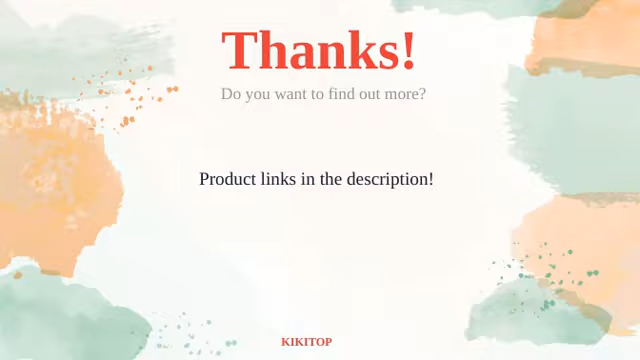 Thanks!
Do you want to find out more?
Product links in the description!
KIKITOP